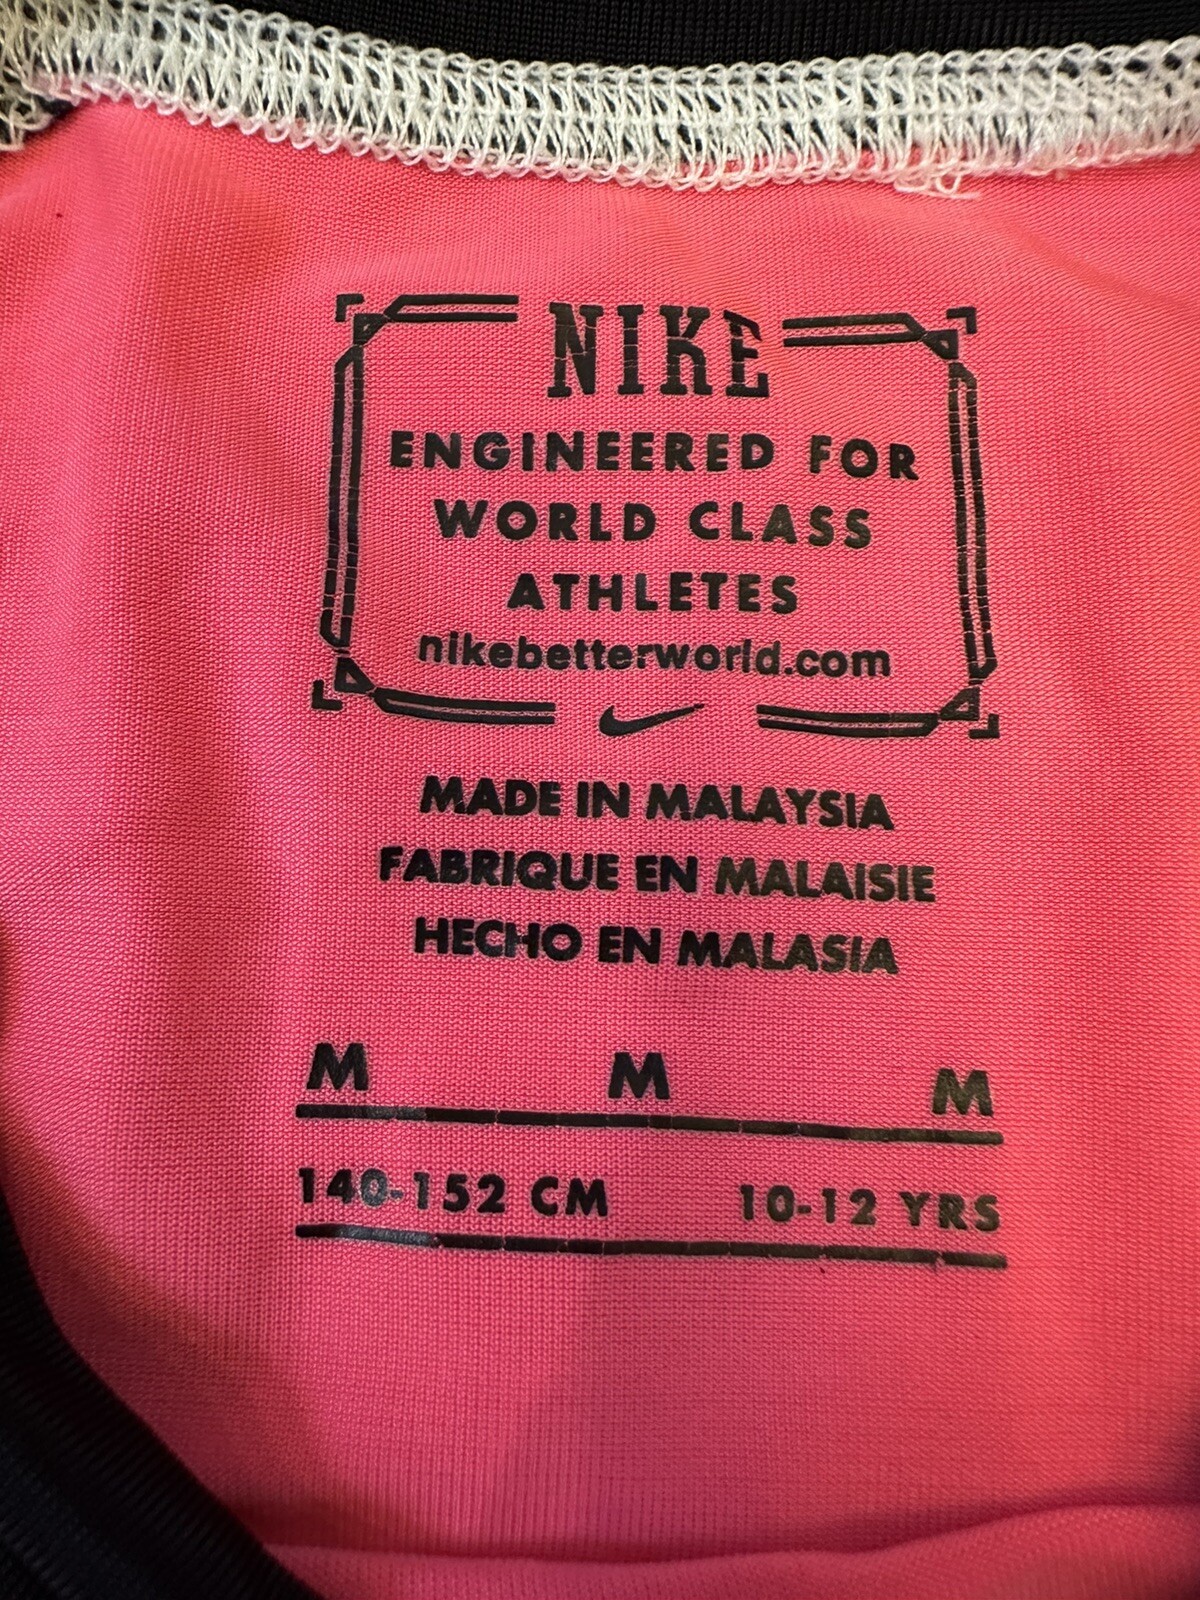 NIKE
ENGINEERED FOR
WORLD CLASS
ATHLETES
nikebetterworld.com
MADE IN MALAYSIA
FABRIQUE EN MALAISIE
HECHO EN MALASIA
M M M
140-152 CM 10-12 YRS